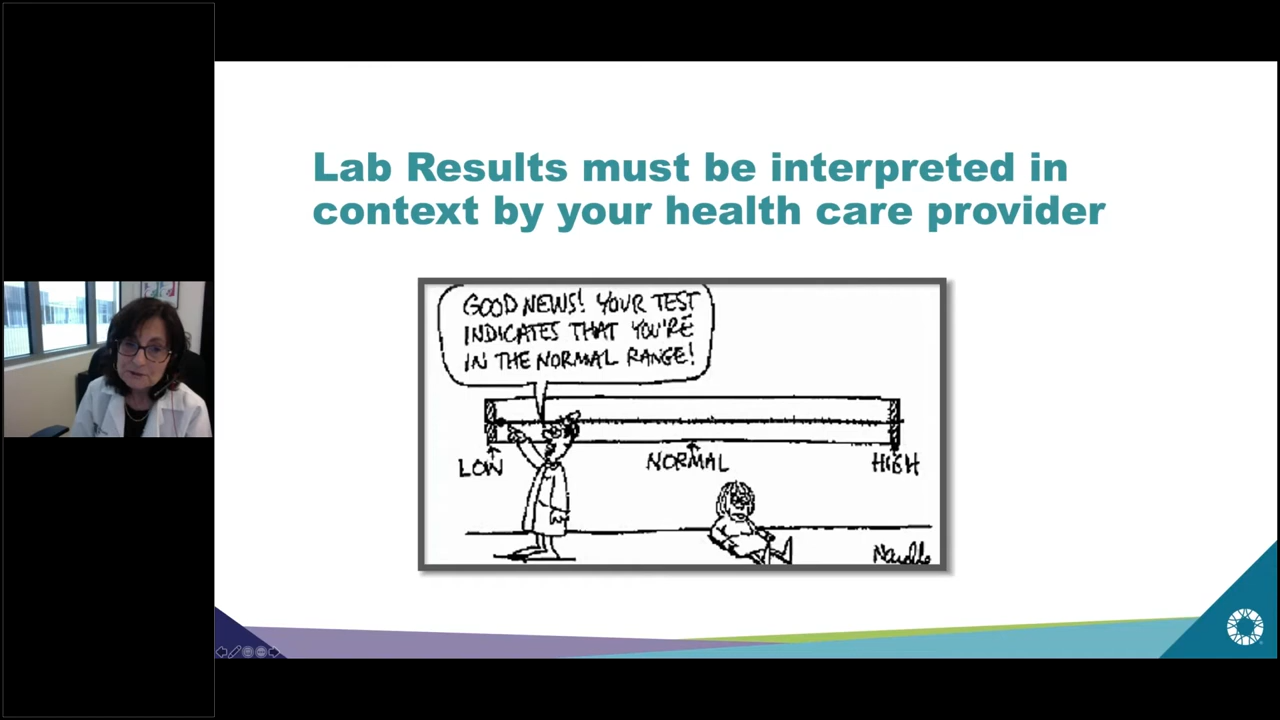 Lab Results must be interpreted in
context by your health care provider
GOOD NEWS! YOUR TEST
INDICATES THAT YOU'RE
IN THE NORMAL RANGE!
LOW
NORMAL
HIGH